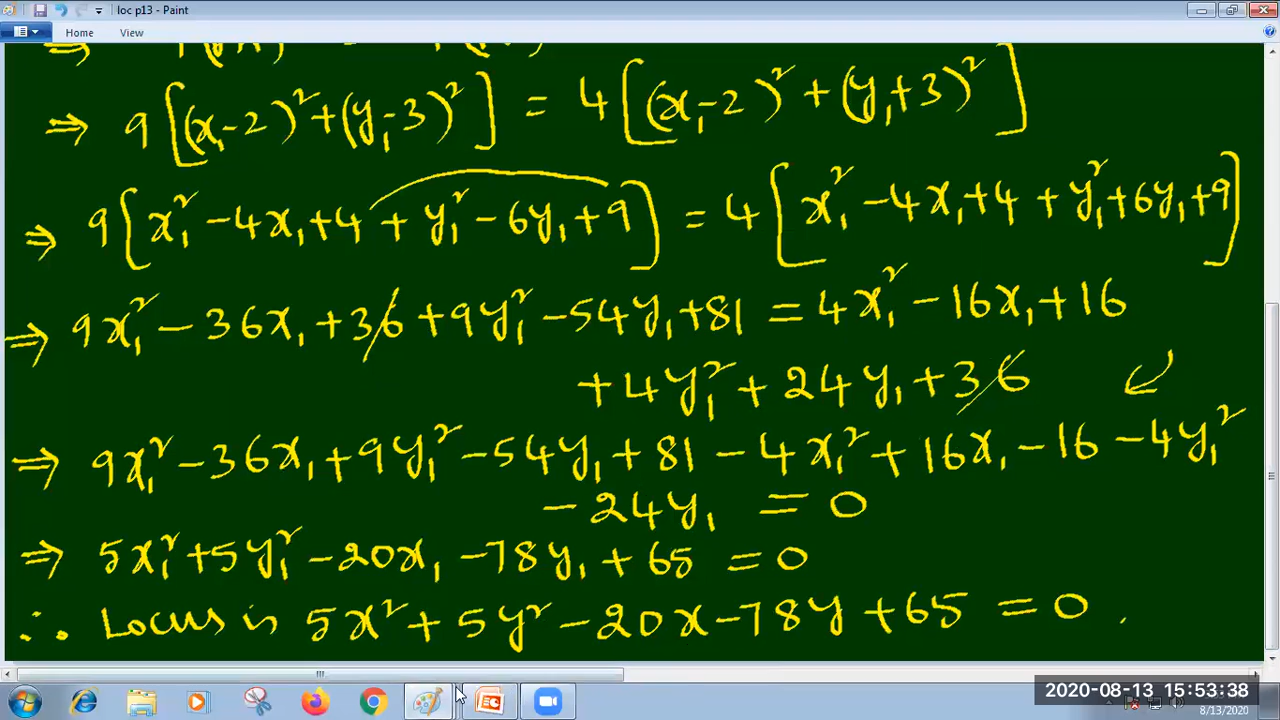 loc p13 - Paint
Home View
⇒ 9[(x₁-2)²+(y₁-3)²] = 4[(x₁-2)²+(y₁+3)²]
⇒ 9[x₁²-4x₁+4+y₁²-6y₁+9] = 4[x₁²-4x₁+4+y₁²+6y₁+9]
⇒ 9x₁²-36x₁+36+9y₁²-54y₁+81 = 4x₁²-16x₁+16
+4y₁²+24y₁+36
⇒ 9x₁²-36x₁+9y₁²-54y₁+81-4x₁²+16x₁-16-4y₁²
-24y₁ = 0
⇒ 5x₁²+5y₁²-20x₁-78y₁+65 = 0
∴ Locus is 5x²+5y²-20x-78y+65 = 0.
2020-08-13 15:53:38
8/13/2020